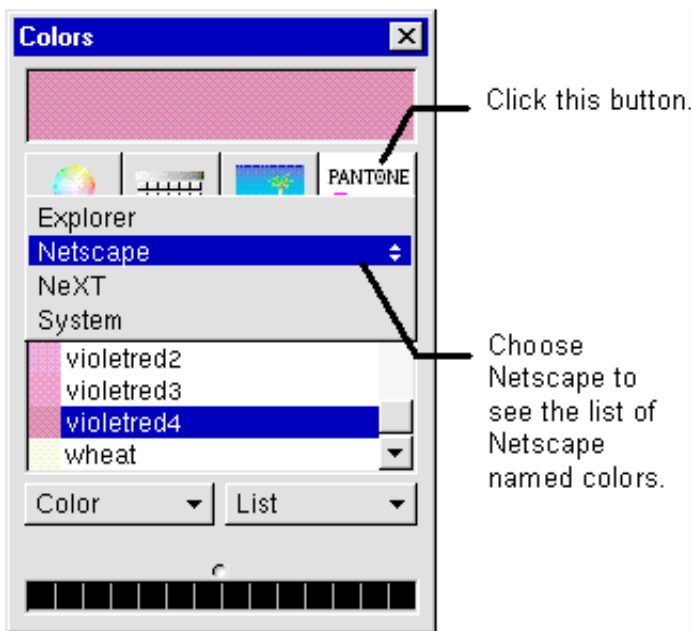 Colors
Click this button.
PANTONE
Explorer
Netscape
NeXT
System
violetred2
violetred3
violetred4
wheat
Choose
Netscape to
see the list of
Netscape
named colors.
Color
List